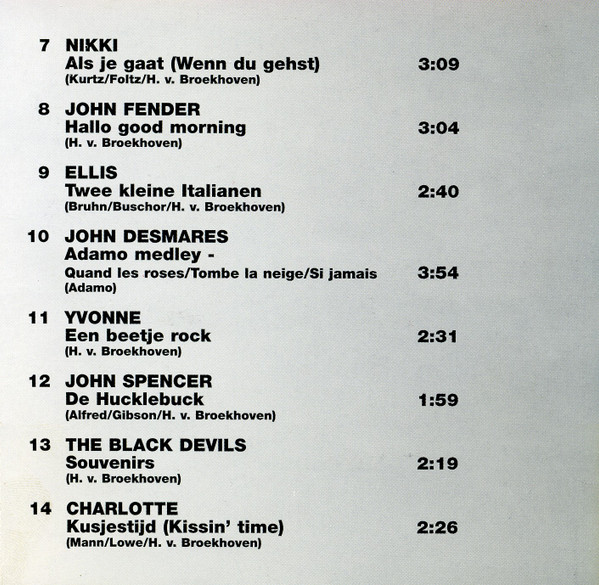 7 NIKKI
Als je gaat (Wenn du gehst) 3:09
(Kurtz/Foltz/H. v. Broekhoven)
8 JOHN FENDER
Hallo good morning 3:04
(H. v. Broekhoven)
9 ELLIS
Twee kleine Italianen 2:40
(Bruhn/Buschor/H. v. Broekhoven)
10 JOHN DESMARES
Adamo medley -
Quand les roses/Tombe la neige/Si jamais 3:54
(Adamo)
11 YVONNE
Een beetje rock 2:31
(H. v. Broekhoven)
12 JOHN SPENCER
De Hucklebuck 1:59
(Alfred/Gibson/H. v. Broekhoven)
13 THE BLACK DEVILS
Souvenirs 2:19
(H. v. Broekhoven)
14 CHARLOTTE
Kusjestijd (Kissin' time) 2:26
(Mann/Lowe/H. v. Broekhoven)